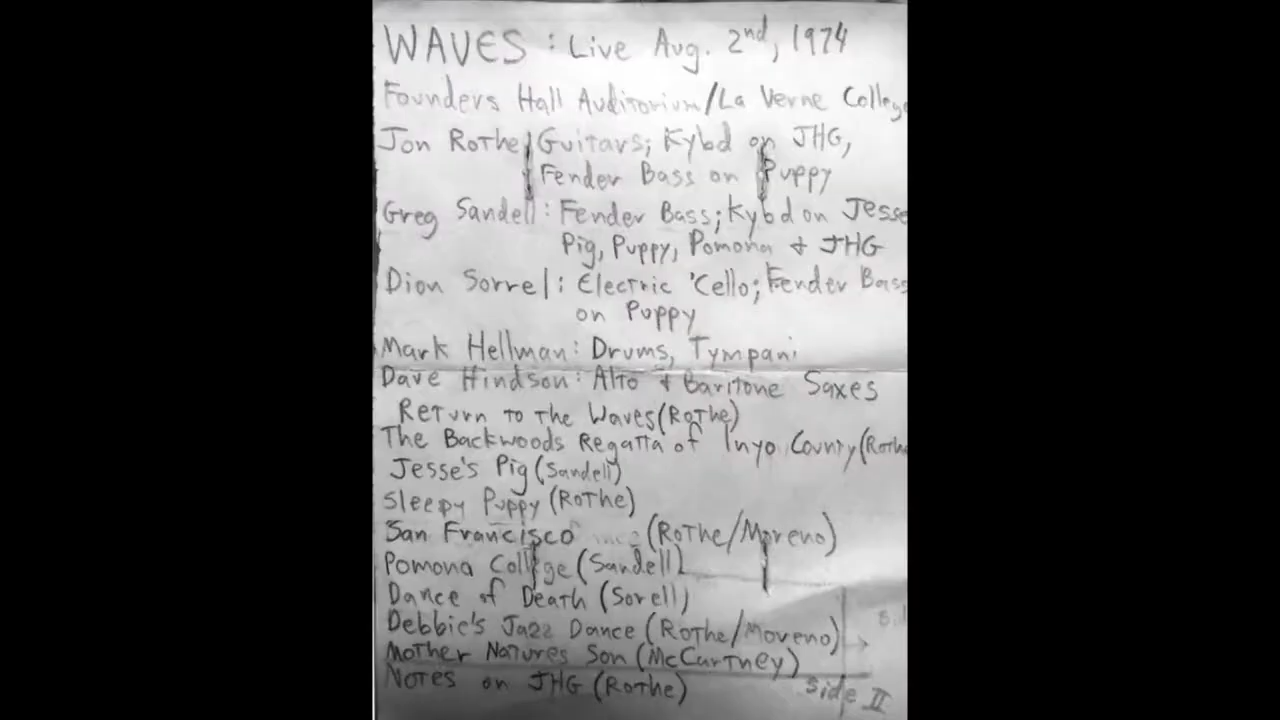 WAVES : Live Aug. 2nd, 1974
Founders Hall Auditorium/La Verne College
Jon Rothe Guitars; Kybd on JHG,
Fender Bass on Puppy
Greg Sandell: Fender Bass; Kybd on Jesse
Pig, Puppy, Pomona + JHG
Dion Sorrel: Electric 'Cello; Fender Bass
on Puppy
Mark Hellman: Drums, Tympani
Dave Hindson: Alto + Baritone Saxes
Return to the Waves (Rothe)
The Backwoods Regatta of Inyo County (Rothe
Jesse's Pig (Sandell)
Sleepy Puppy (Rothe)
San Francisco (Rothe/Moreno)
Pomona College (Sandell)
Dance of Death (Sorell)
Debbie's Jazz Dance (Rothe/Moreno)
Mother Natures Son (McCartney)
Notes on JHG (Rothe)
Side II